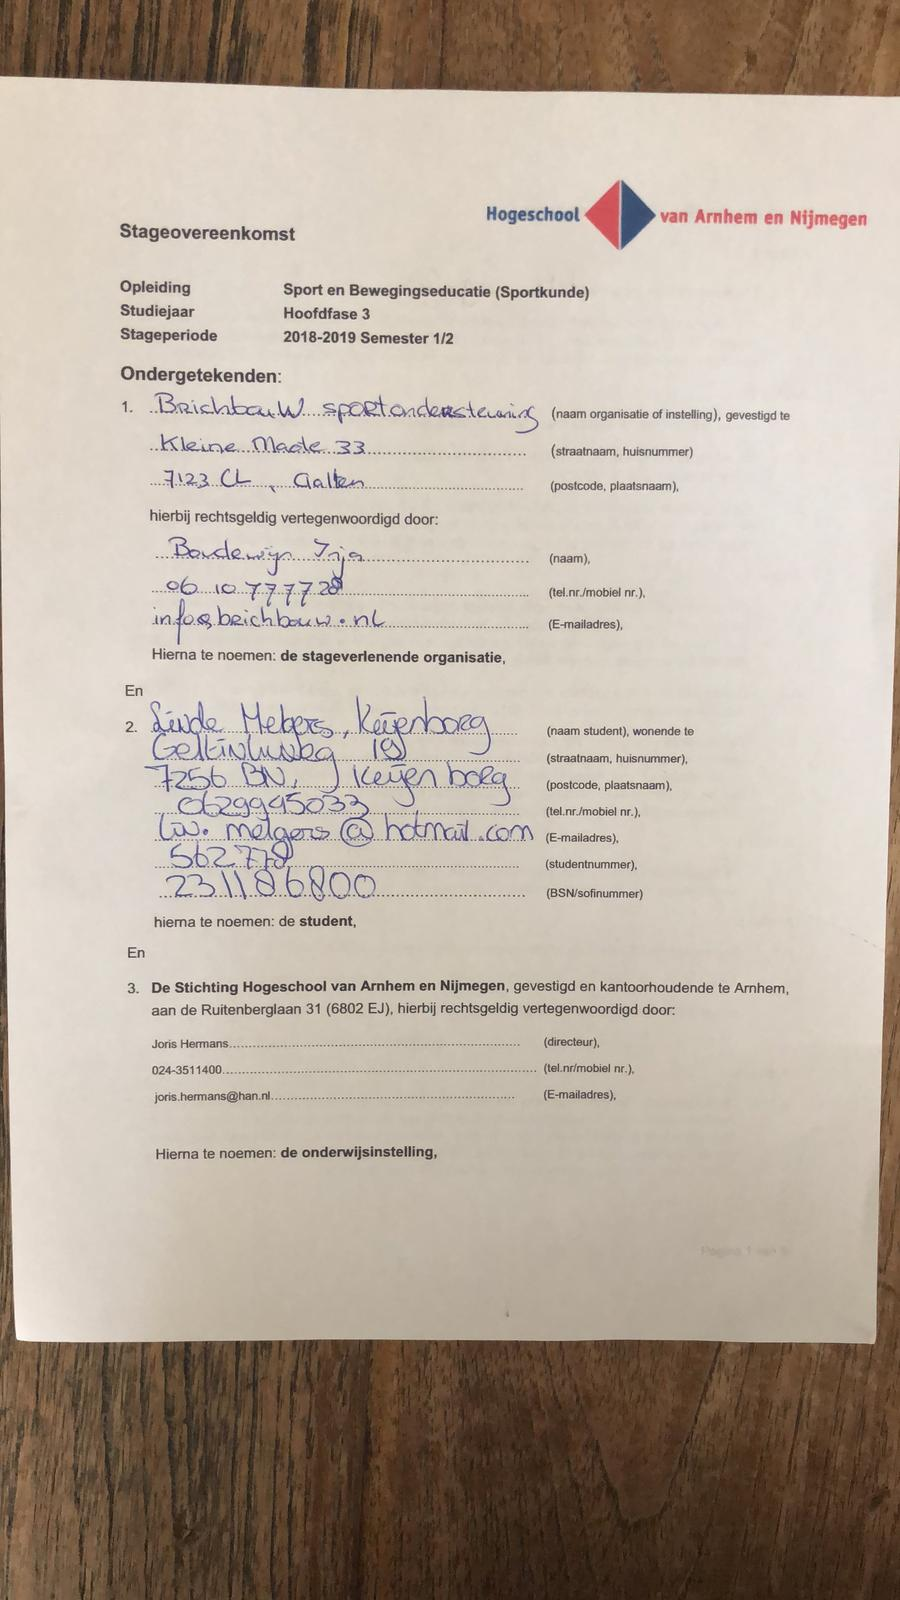 Hogeschool van Arnhem en Nijmegen
Stageovereenkomst
Opleiding Sport en Bewegingseducatie (Sportkunde)
Studiejaar Hoofdfase 3
Stageperiode 2018-2019 Semester 1/2
Ondergetekenden:
1. BrichbouW sportondersteuning (naam organisatie of instelling), gevestigd te
Kleine Maote 33 (straatnaam, huisnummer)
7123 CL, Aalten (postcode, plaatsnaam),
hierbij rechtsgeldig vertegenwoordigd door:
Boudewijn (naam),
06 10 777728 (tel.nr./mobiel nr.),
info@brichbouw.nl (E-mailadres),
Hierna te noemen: de stageverlenende organisatie,
En
2. Linde Melgers, Keijenborg (naam student), wonende te
19 (straatnaam, huisnummer),
7256 BN, Keijenborg (postcode, plaatsnaam),
0629995033 (tel.nr./mobiel nr.),
melgers@hotmail.com (E-mailadres),
562778 (studentnummer),
231186800 (BSN/sofinummer)
hierna te noemen: de student,
En
3. De Stichting Hogeschool van Arnhem en Nijmegen, gevestigd en kantoorhoudende te Arnhem,
aan de Ruitenberglaan 31 (6802 EJ), hierbij rechtsgeldig vertegenwoordigd door:
Joris Hermans (directeur),
024-3511400 (tel.nr/mobiel nr.),
joris.hermans@han.nl (E-mailadres),
Hierna te noemen: de onderwijsinstelling,